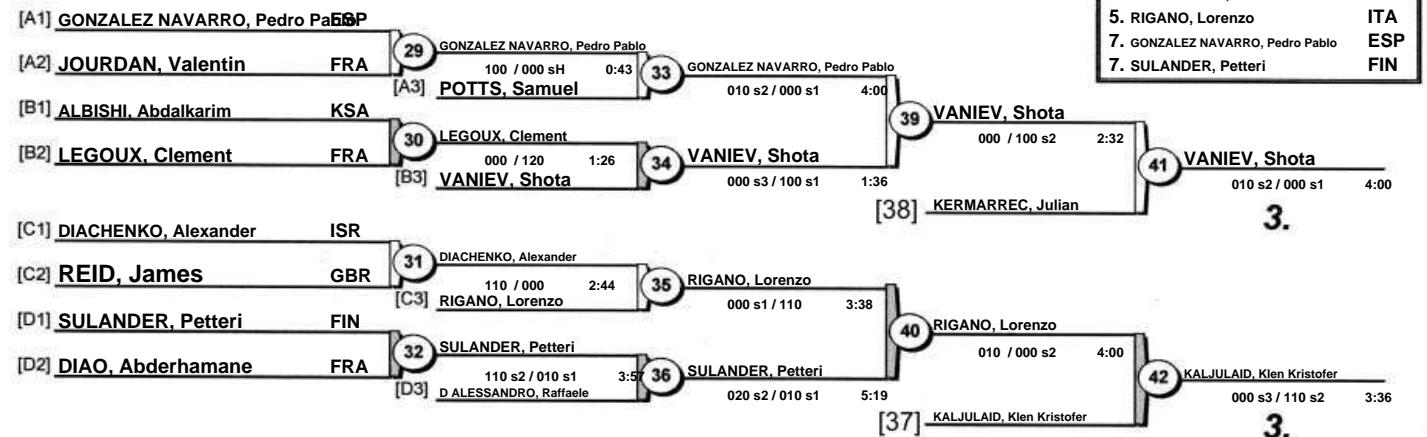 5. RIGANO, Lorenzo ITA
7. GONZALEZ NAVARRO, Pedro Pablo ESP
7. SULANDER, Petteri FIN
[A1] GONZALEZ NAVARRO, Pedro Pablo ESP
[A2] JOURDAN, Valentin FRA
29
GONZALEZ NAVARRO, Pedro Pablo
100 / 000 sH 0:43
[A3] POTTS, Samuel
33
GONZALEZ NAVARRO, Pedro Pablo
010 s2 / 000 s1 4:00
[B1] ALBISHI, Abdalkarim KSA
[B2] LEGOUX, Clement FRA
30
LEGOUX, Clement
000 / 120 1:26
[B3] VANIEV, Shota
34
VANIEV, Shota
000 s3 / 100 s1 1:36
39
VANIEV, Shota
000 / 100 s2 2:32
[38] KERMARREC, Julian
41
VANIEV, Shota
010 s2 / 000 s1 4:00
3.
[C1] DIACHENKO, Alexander ISR
[C2] REID, James GBR
31
DIACHENKO, Alexander
110 / 000 2:44
[C3] RIGANO, Lorenzo
35
RIGANO, Lorenzo
000 s1 / 110 3:38
[D1] SULANDER, Petteri FIN
[D2] DIAO, Abderhamane FRA
32
SULANDER, Petteri
110 s2 / 010 s1 3:57
[D3] D ALESSANDRO, Raffaele
36
SULANDER, Petteri
020 s2 / 010 s1 5:19
40
RIGANO, Lorenzo
010 / 000 s2 4:00
[37] KALJULAID, Klen Kristofer
42
KALJULAID, Klen Kristofer
000 s3 / 110 s2 3:36
3.